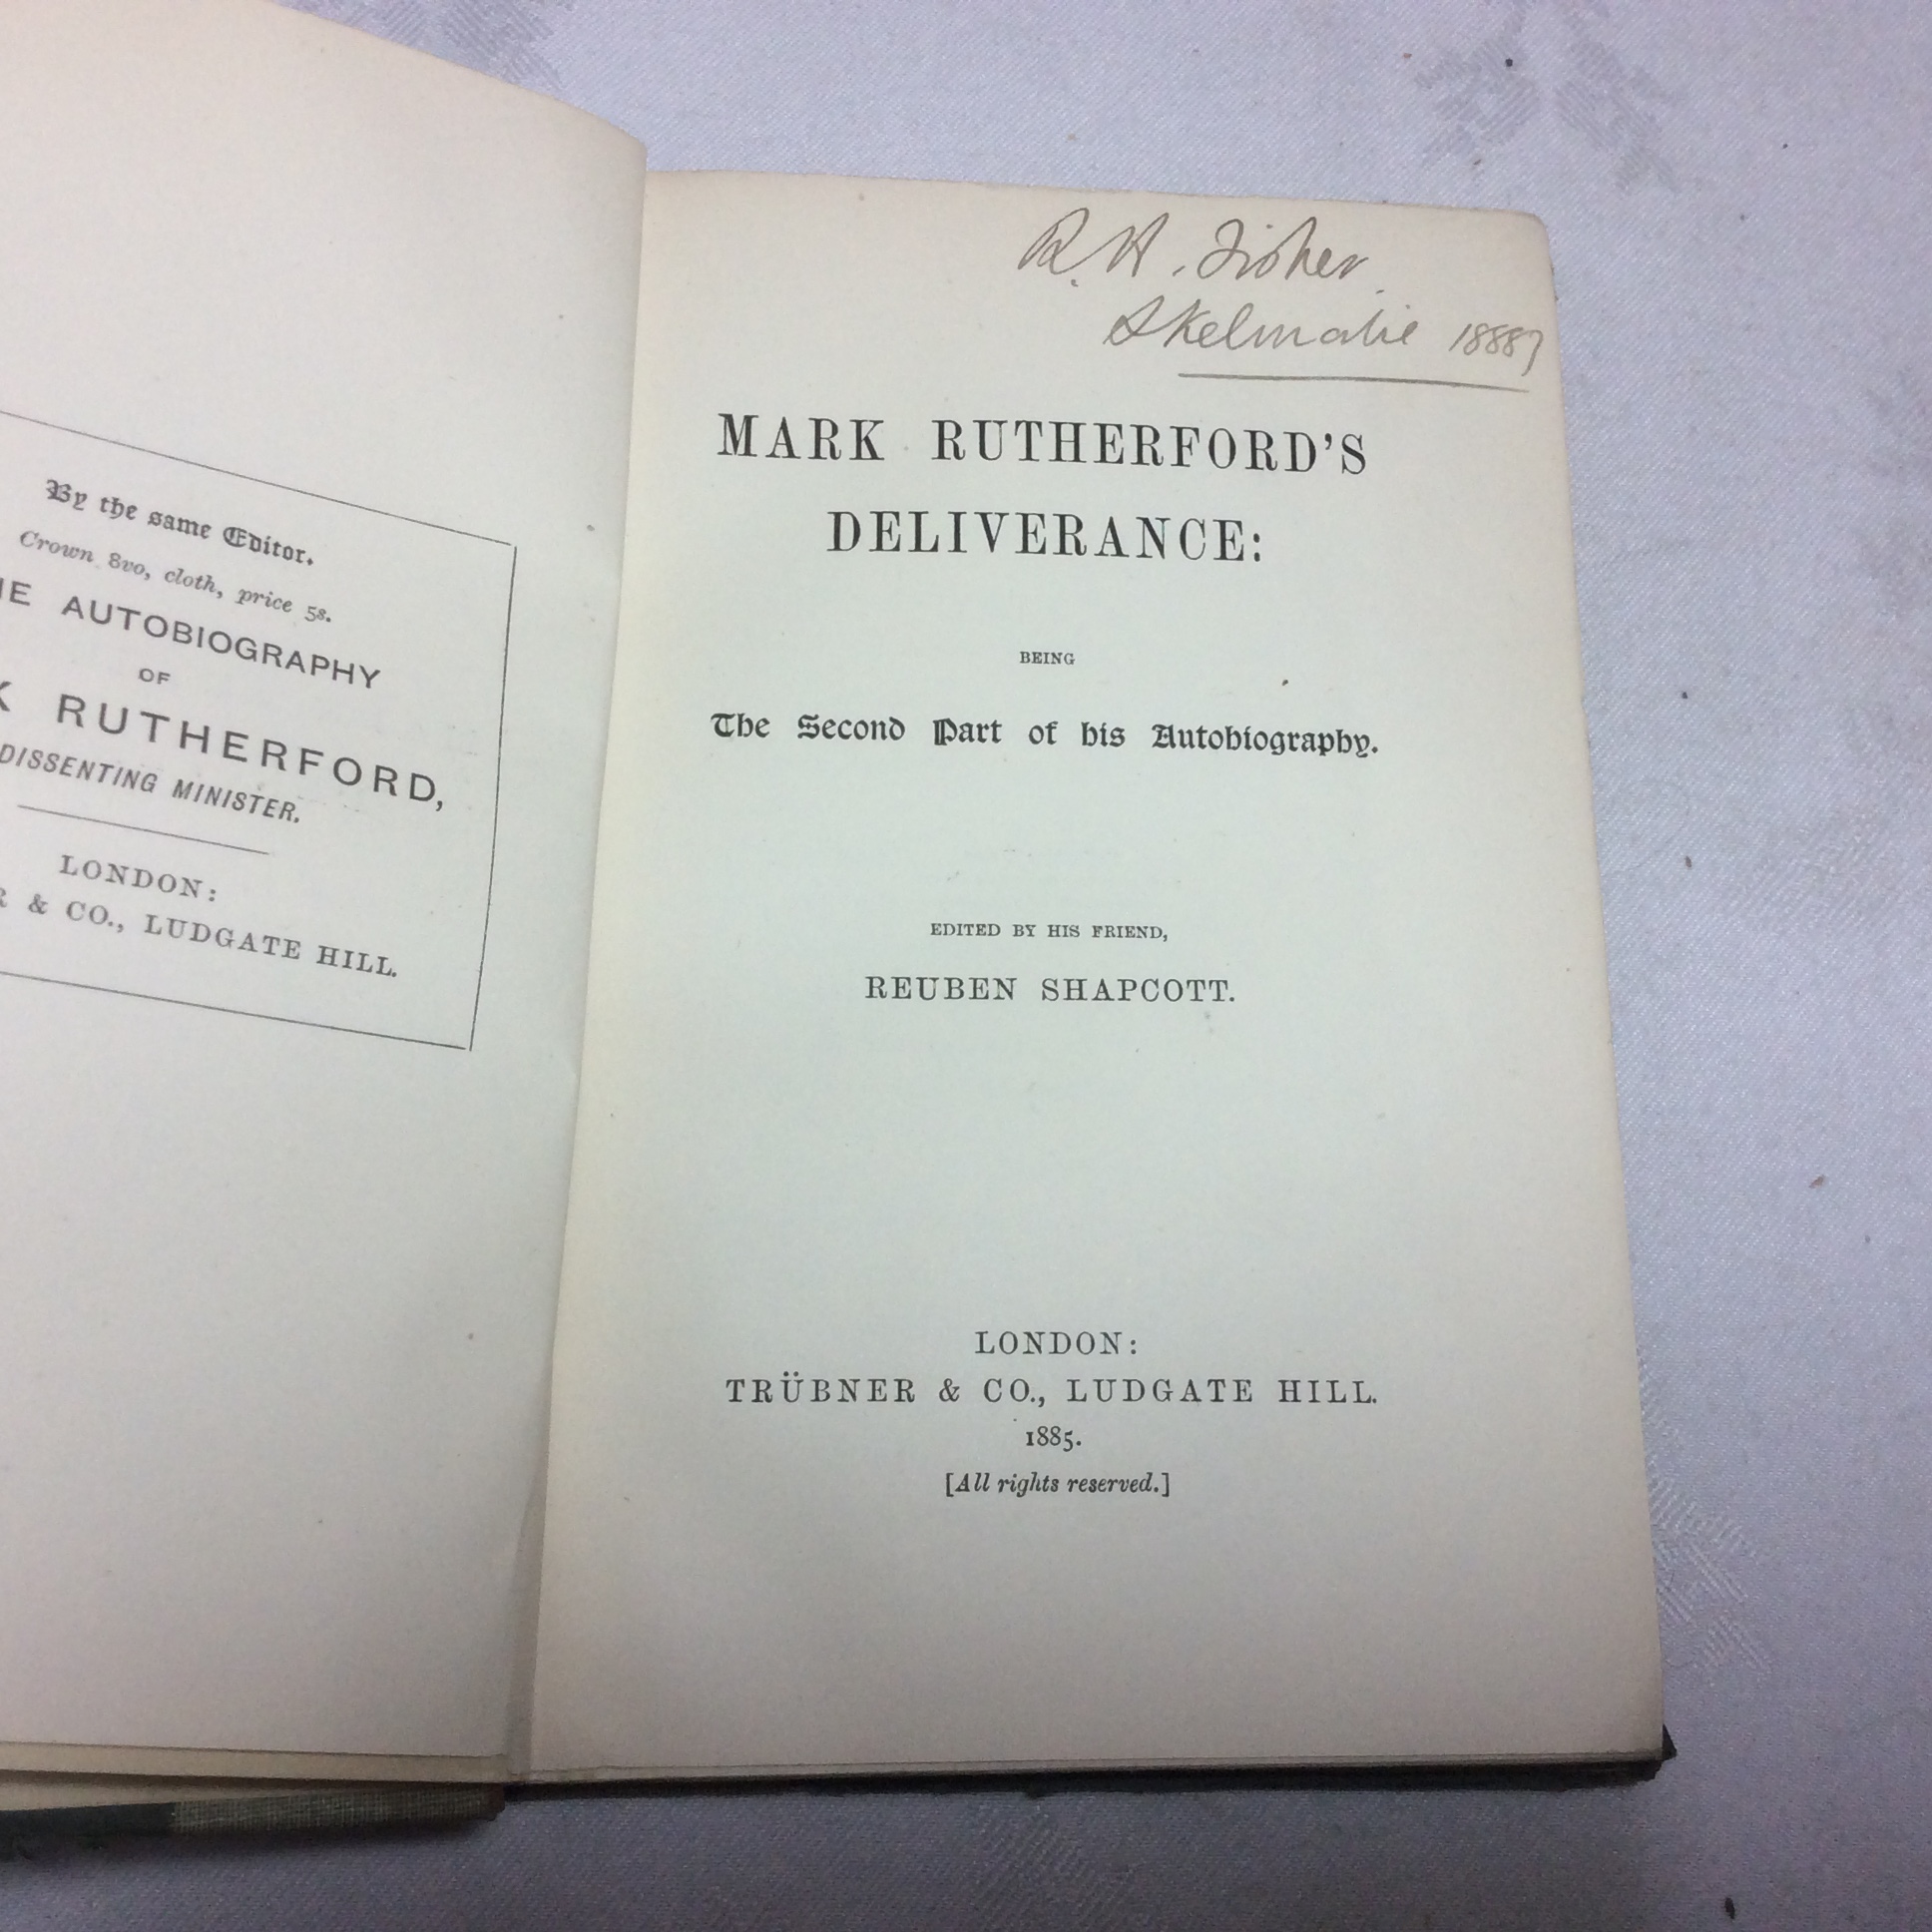 By the same Editor.
Crown 8vo, cloth, price 5s.
AUTOBIOGRAPHY
OF
RUTHERFORD,
DISSENTING MINISTER.
LONDON:
& CO., LUDGATE HILL.
R. H. Fisher.
Skelmorlie
MARK RUTHERFORD'S
DELIVERANCE:
BEING
The Second Part of his Autobiography.
EDITED BY HIS FRIEND,
REUBEN SHAPCOTT.
LONDON:
TRÜBNER & CO., LUDGATE HILL.
1885.
[All rights reserved.]